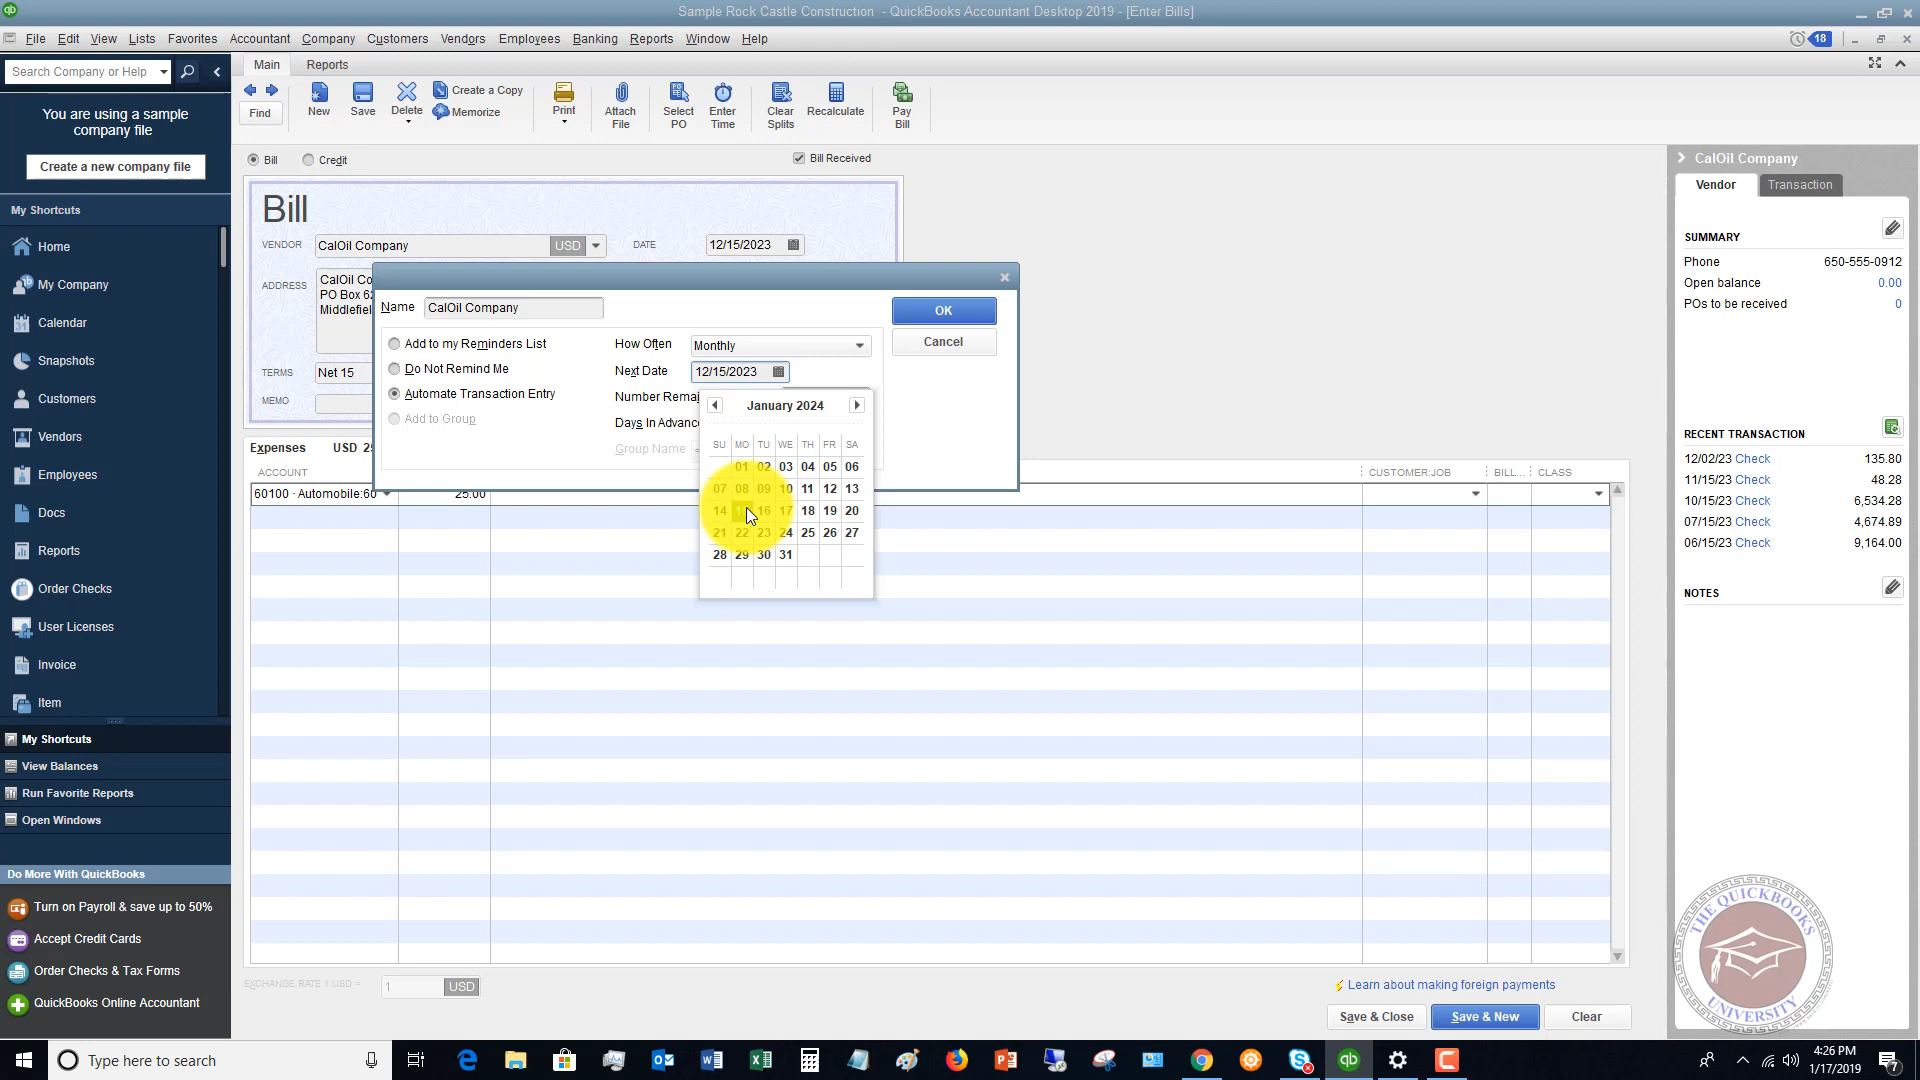 Sample Rock Castle Construction - QuickBooks Accountant Desktop 2019 - [Enter Bills]
File Edit View Lists Favorites Accountant Company Customers Vendors Employees Banking Reports Window Help
18
Search Company or Help
You are using a sample
company file
Create a new company file
My Shortcuts
Home
My Company
Calendar
Snapshots
Customers
Vendors
Employees
Docs
Reports
Order Checks
User Licenses
Invoice
Item
My Shortcuts
View Balances
Run Favorite Reports
Open Windows
Do More With QuickBooks
Turn on Payroll & save up to 50%
Accept Credit Cards
Order Checks & Tax Forms
QuickBooks Online Accountant
Main Reports
Find
New
Save
Delete
Create a Copy
Memorize
Print
Attach
File
Select
PO
Enter
Time
Clear
Splits
Recalculate
Pay
Bill
Bill Credit Bill Received
Bill
VENDOR CalOil Company USD DATE 12/15/2023
ADDRESS CalOil Co
PO Box 62
Middlefiel
TERMS Net 15
MEMO
Name CalOil Company OK
Cancel
Add to my Reminders List
Do Not Remind Me
Automate Transaction Entry
Add to Group
How Often Monthly
Next Date 12/15/2023
Number Remai
Days In Advance
Group Name
January 2024
SU MO TU WE TH FR SA
01 02 03 04 05 06
07 08 09 10 11 12 13
14 15 16 17 18 19 20
21 22 23 24 25 26 27
28 29 30 31
Expenses USD 25
ACCOUNT CUSTOMER:JOB BILL... CLASS
60100 · Automobile:60 25.00
EXCHANGE RATE 1 USD = 1 USD
Learn about making foreign payments
Save & Close Save & New Clear
CalOil Company
Vendor Transaction
SUMMARY
Phone 650-555-0912
Open balance 0.00
POs to be received 0
RECENT TRANSACTION
12/02/23 Check 135.80
11/15/23 Check 48.28
10/15/23 Check 6,534.28
07/15/23 Check 4,674.89
06/15/23 Check 9,164.00
NOTES
THE QUICKBOOKS
UNIVERSITY
Type here to search
4:26 PM
1/17/2019
7